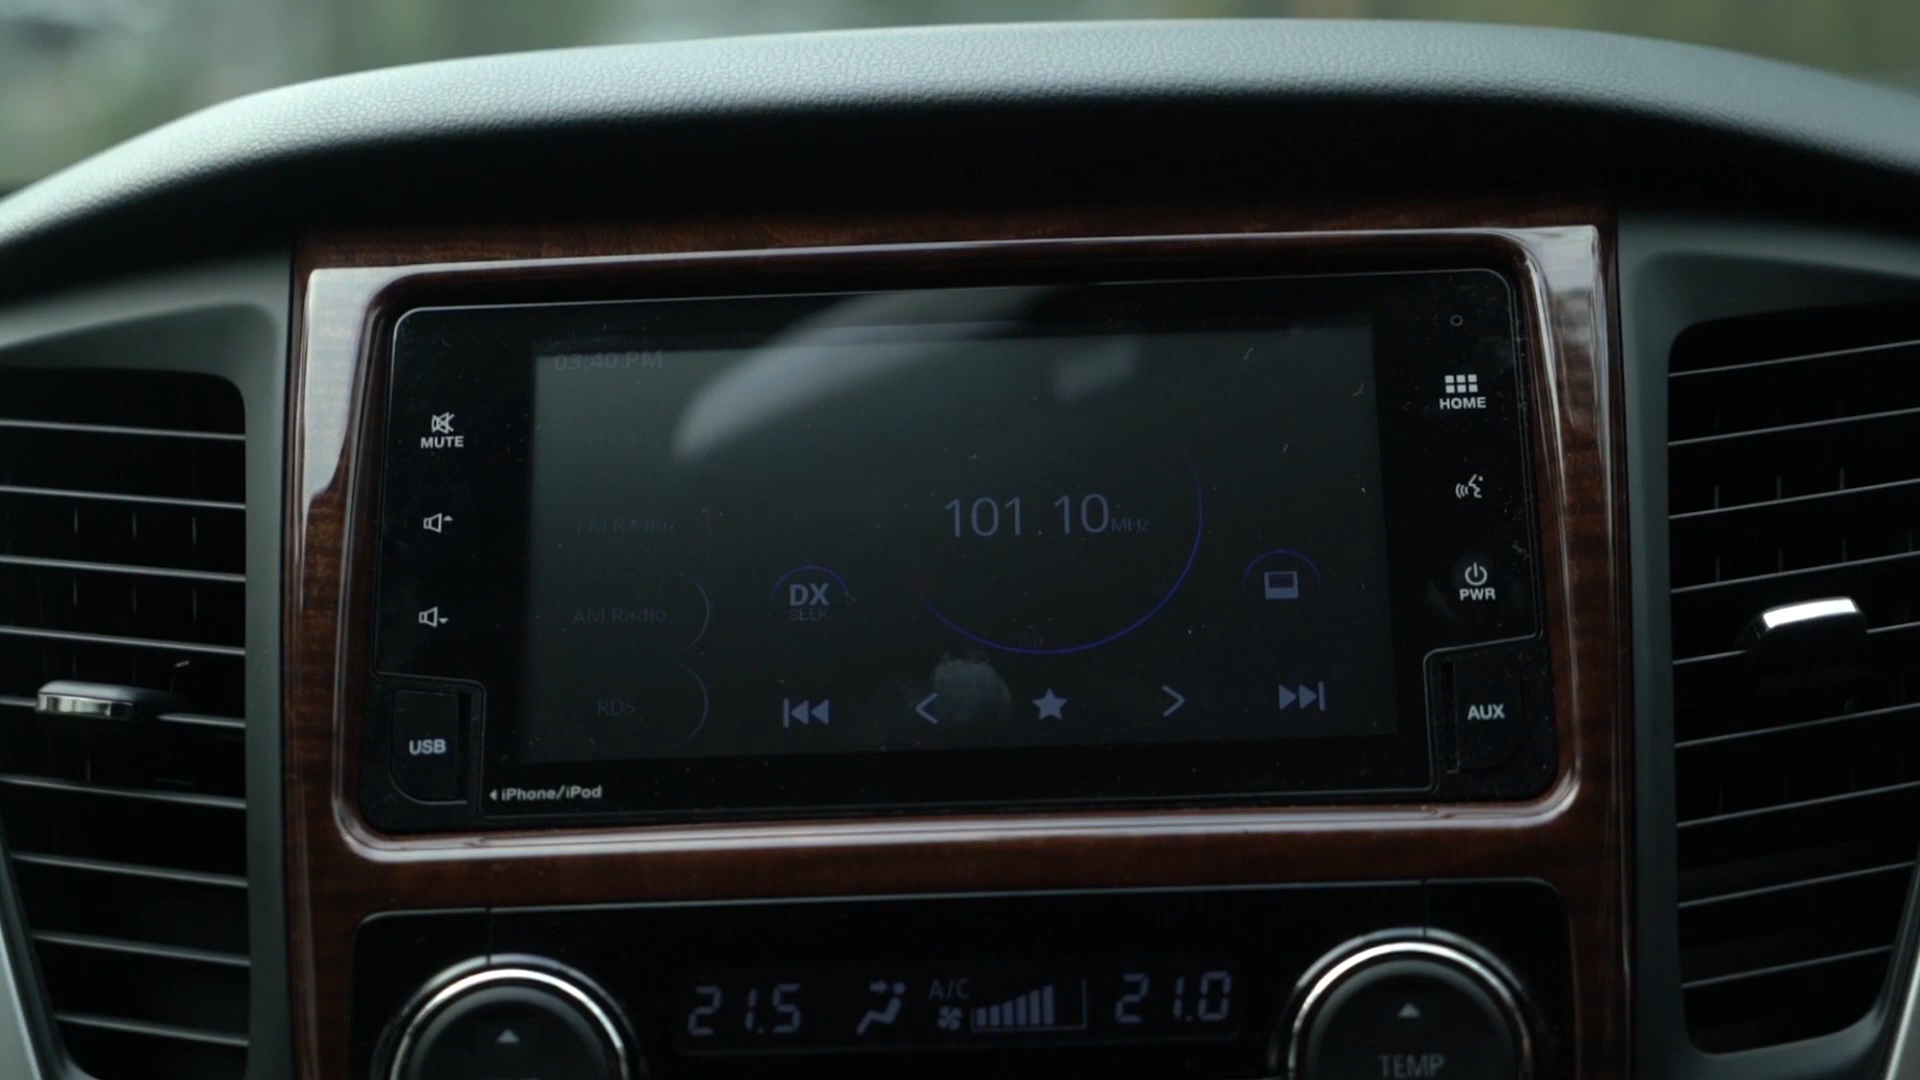 03:40 PM
MUTE
HOME
FM Radio
101.10 MHz
AM Radio
DX
SEEK
PWR
RDS
USB
AUX
iPhone/iPod
21.5
A/C
21.0
TEMP